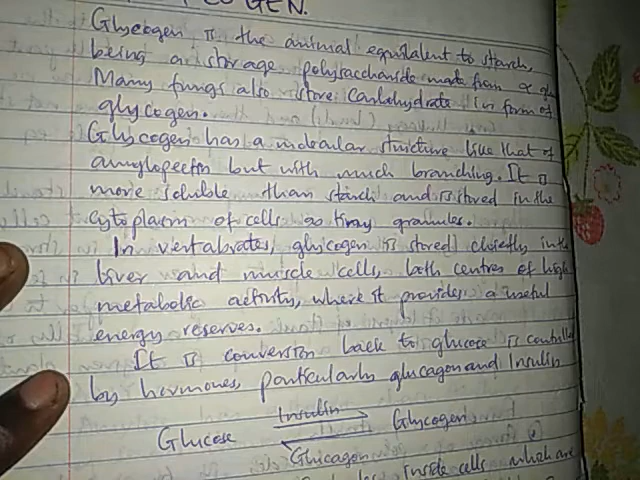 GEN.
Glycogen is the animal equivalent to starch,
being a storage polysaccharide made from α
Many fungi also store Carbohydrate in form of
glycogen.
Glycogen has a molecular structure like that of
amylopectin but with much branching. It is
more soluble than starch and is stored in the
cytoplasm of cells as tiny granules.
In vertabrates, glycogen is stored chiefly in the
liver and muscle cells, both centres of high
metabolic activity, where it provides a useful
energy reserves.
It is conversion back to glucose is controlled
by hormones, particularly glucagon and Insulin
Insulin
Glucose Glycogen
Glucagon
inside cells which are